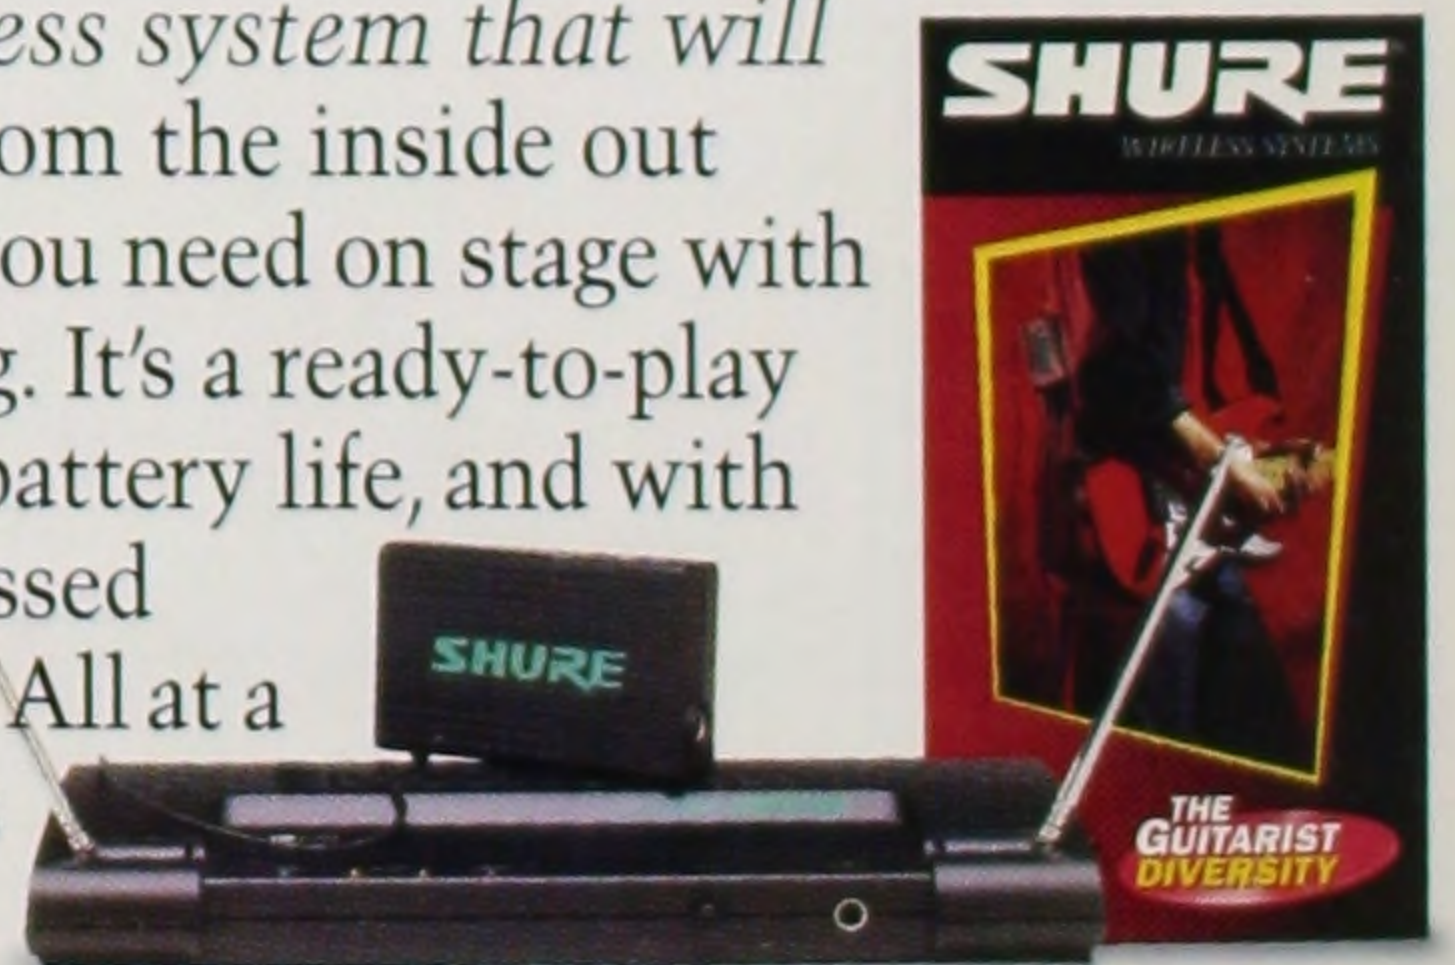 ess system that will
om the inside out
ou need on stage with
g. It's a ready-to-play
battery life, and with
ssed
All at a
SHURE
SHURE
WIRELESS SYSTEMS
THE
GUITARIST
DIVERSITY